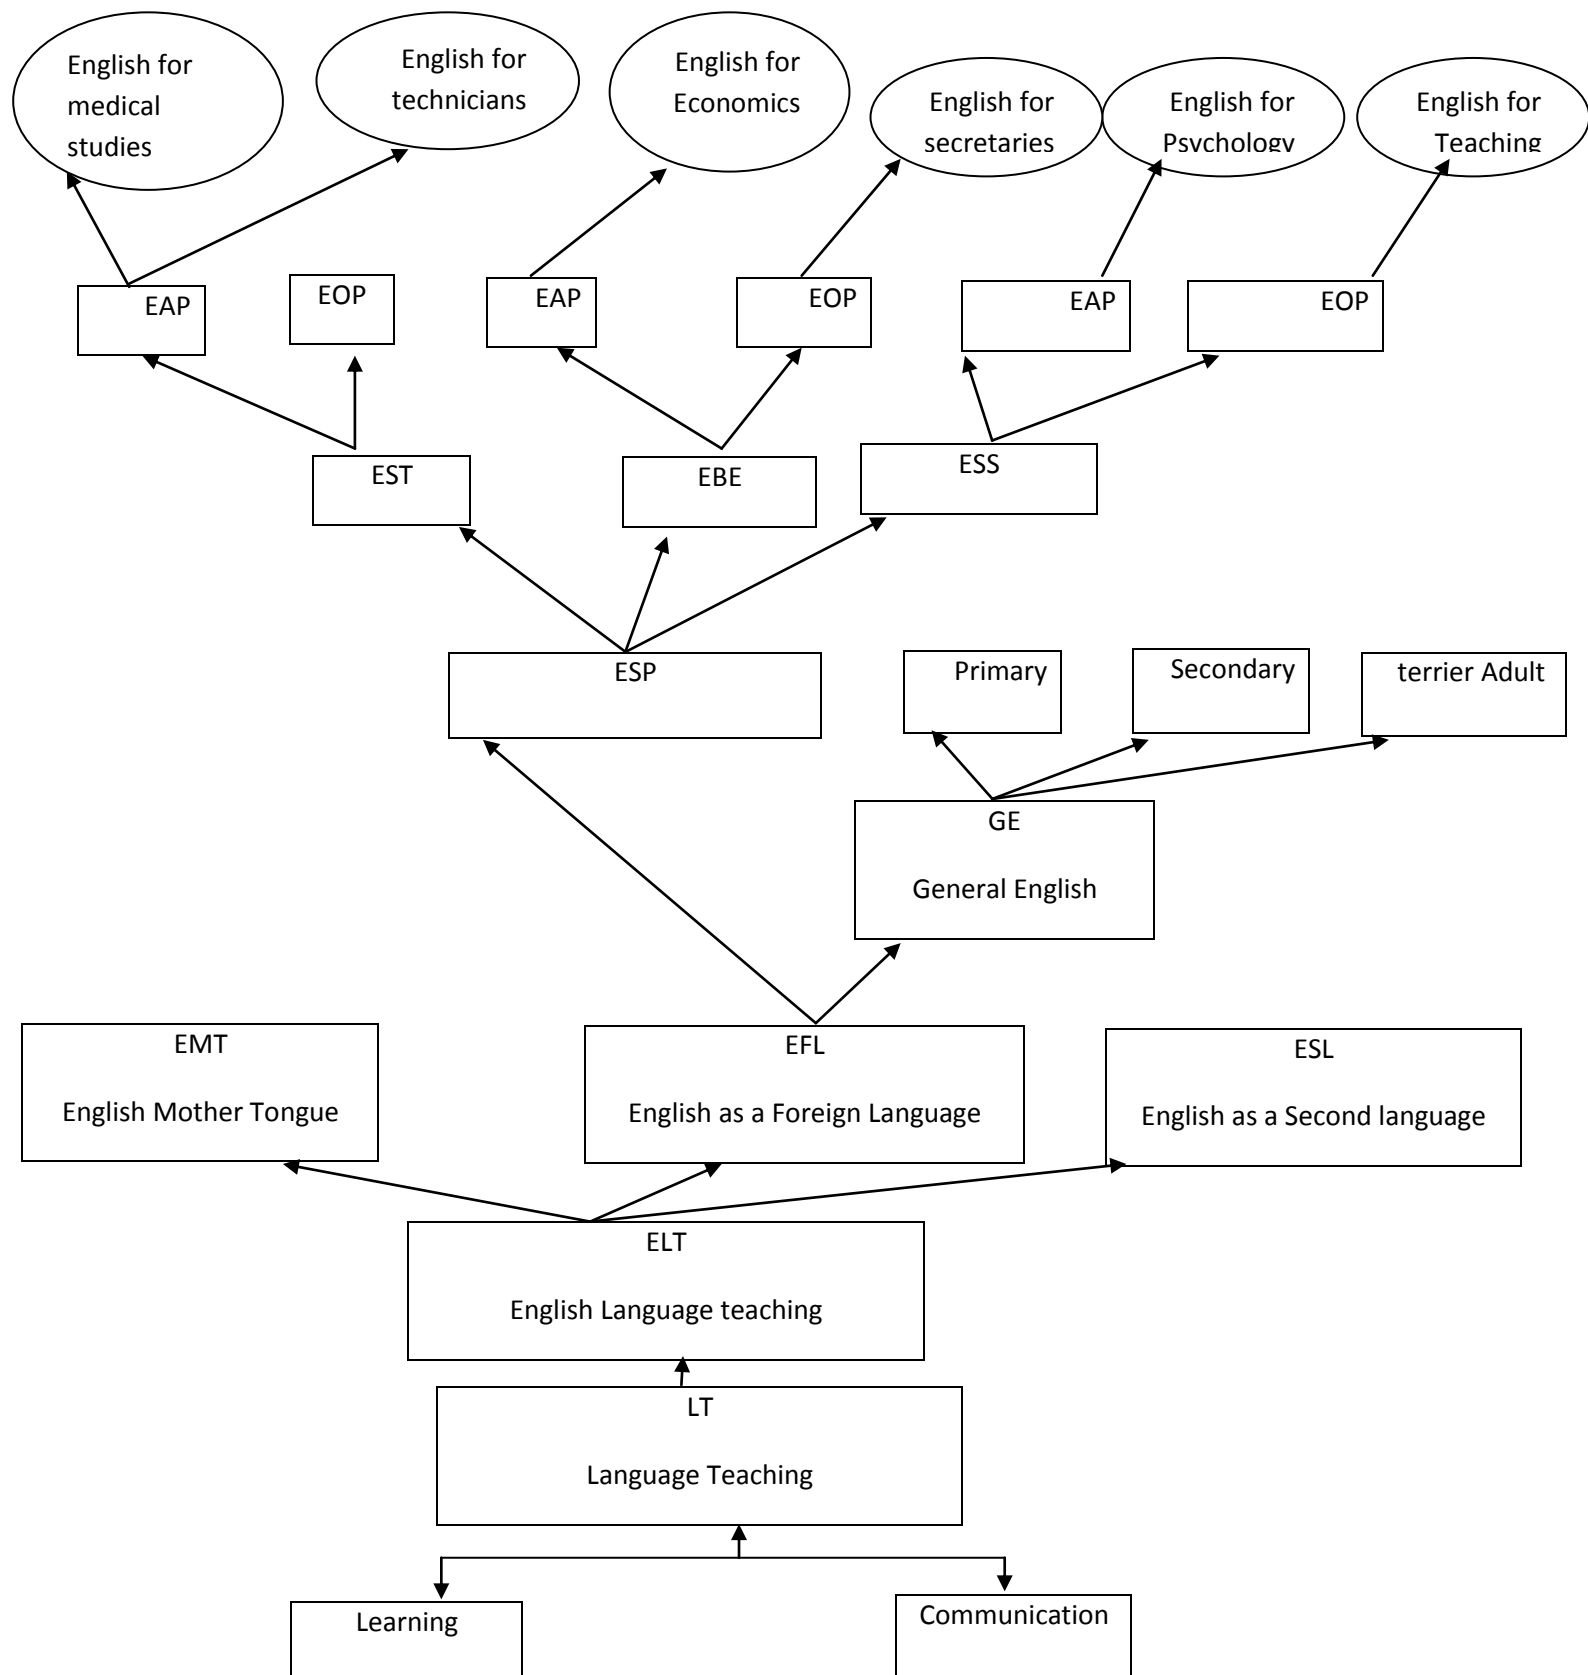 English for
medical
studies
English for
technicians
English for
Economics
English for
secretaries
English for
Psychology
English for
Teaching
EAP
EOP
EAP
EOP
EAP
EOP
EST
EBE
ESS
ESP
Primary
Secondary
terrier Adult
GE
General English
EMT
English Mother Tongue
EFL
English as a Foreign Language
ESL
English as a Second language
ELT
English Language teaching
LT
Language Teaching
Learning
Communication